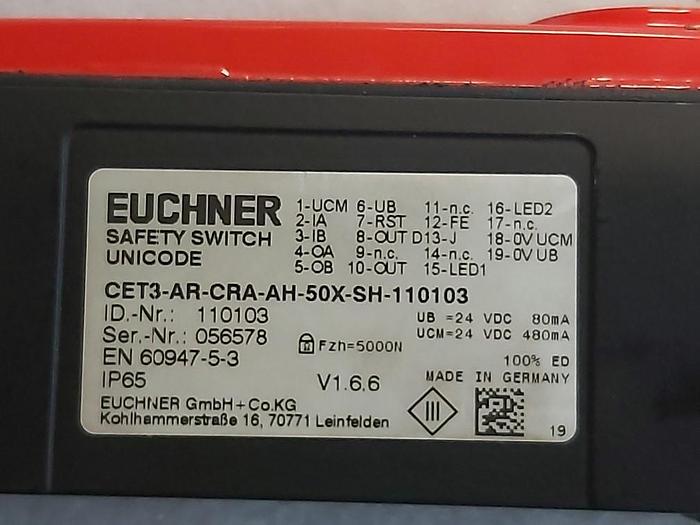 EUCHNER
SAFETY SWITCH
UNICODE
1-UCM 6-UB 11-n.c. 16-LED2
2-IA 7-RST 12-FE 17-n.c.
3-IB 8-OUT D 13-J 18-0V UCM
4-OA 9-n.c. 14-n.c. 19-0V UB
5-OB 10-OUT 15-LED1
CET3-AR-CRA-AH-50X-SH-110103
ID.-Nr.: 110103 UB =24 VDC 80mA
Ser.-Nr.: 056578 UCM=24 VDC 480mA
EN 60947-5-3 Fzh=5000N 100% ED
IP65 V1.6.6 MADE IN GERMANY
EUCHNER GmbH+Co.KG
Kohlhammerstraße 16, 70771 Leinfelden
III
19